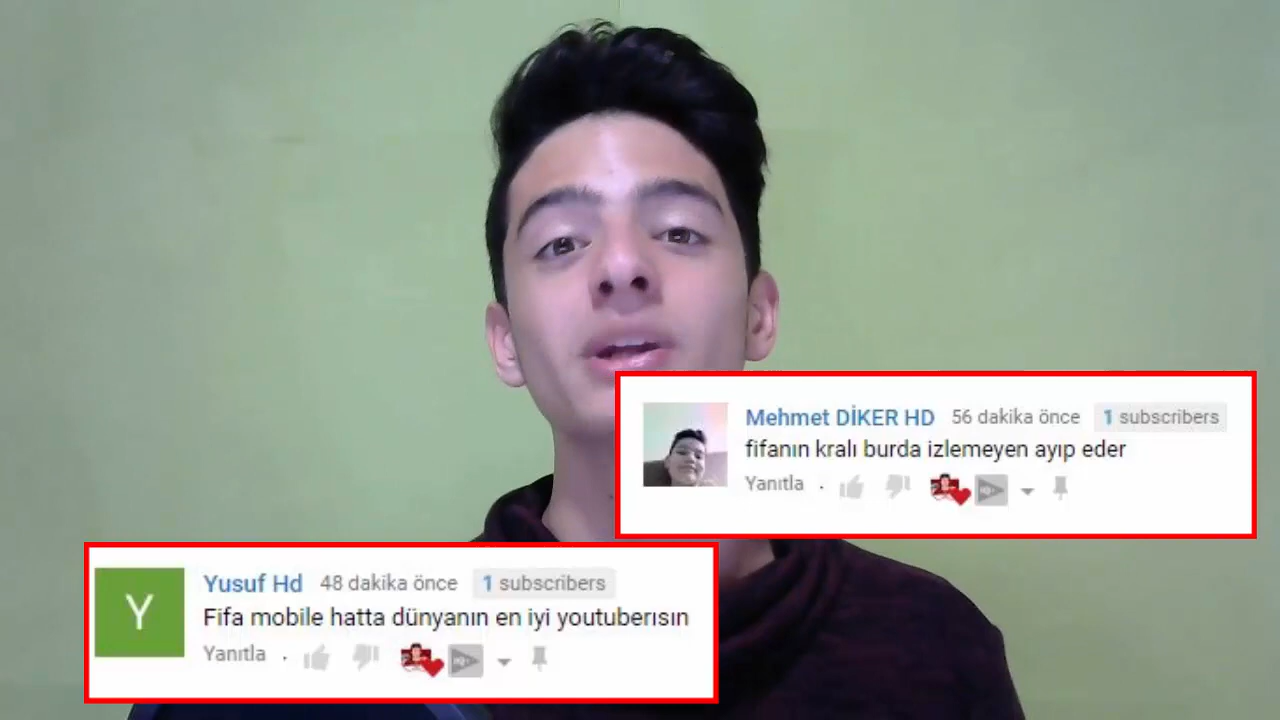 Mehmet DİKER HD 56 dakika önce 1 subscribers
fifanın kralı burda izlemeyen ayıp eder
Yanıtla
Y
Yusuf Hd 48 dakika önce 1 subscribers
Fifa mobile hatta dünyanın en iyi youtuberısın
Yanıtla